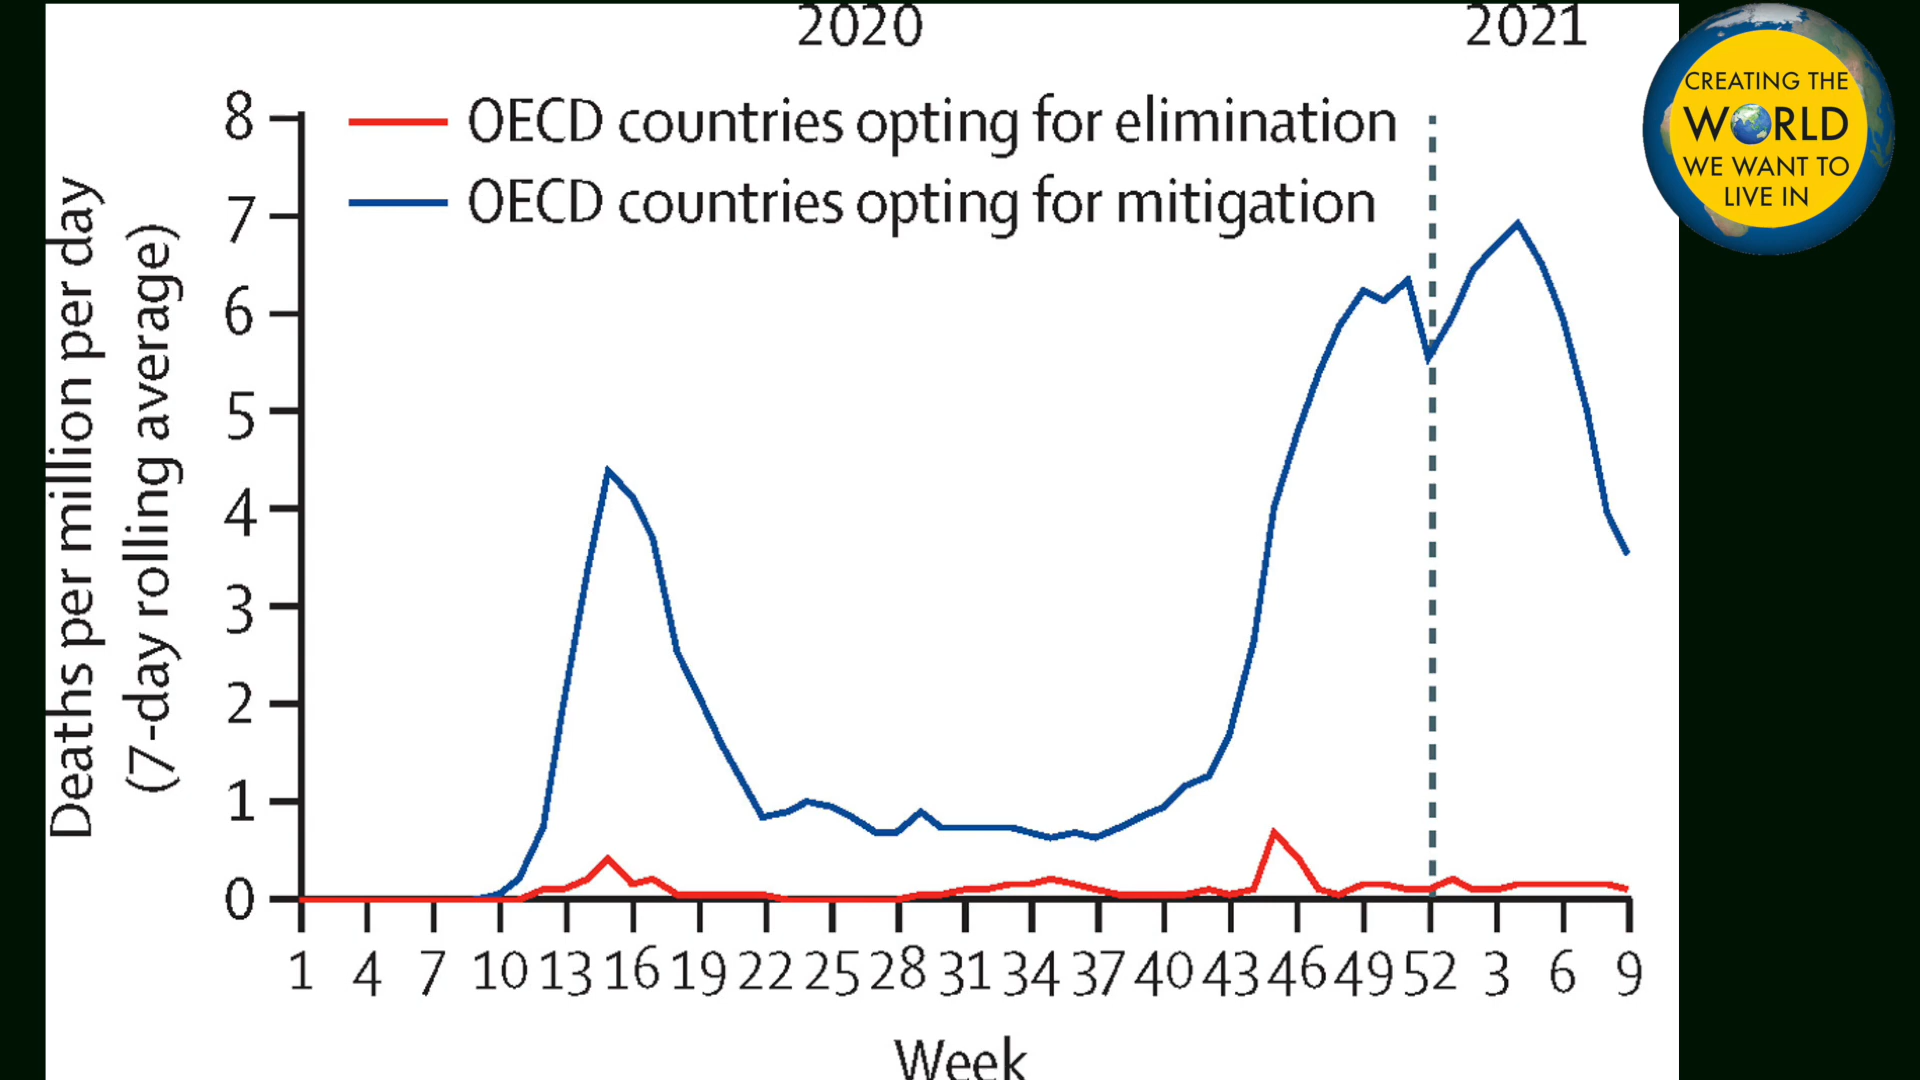 2020 2021
CREATING THE
WORLD
WE WANT TO
LIVE IN
8
OECD countries opting for elimination
OECD countries opting for mitigation
7
6
5
4
3
2
1
0
Deaths per million per day
(7-day rolling average)
1 4 7 10 13 16 19 22 25 28 31 34 37 40 43 46 49 52 3 6 9
Week